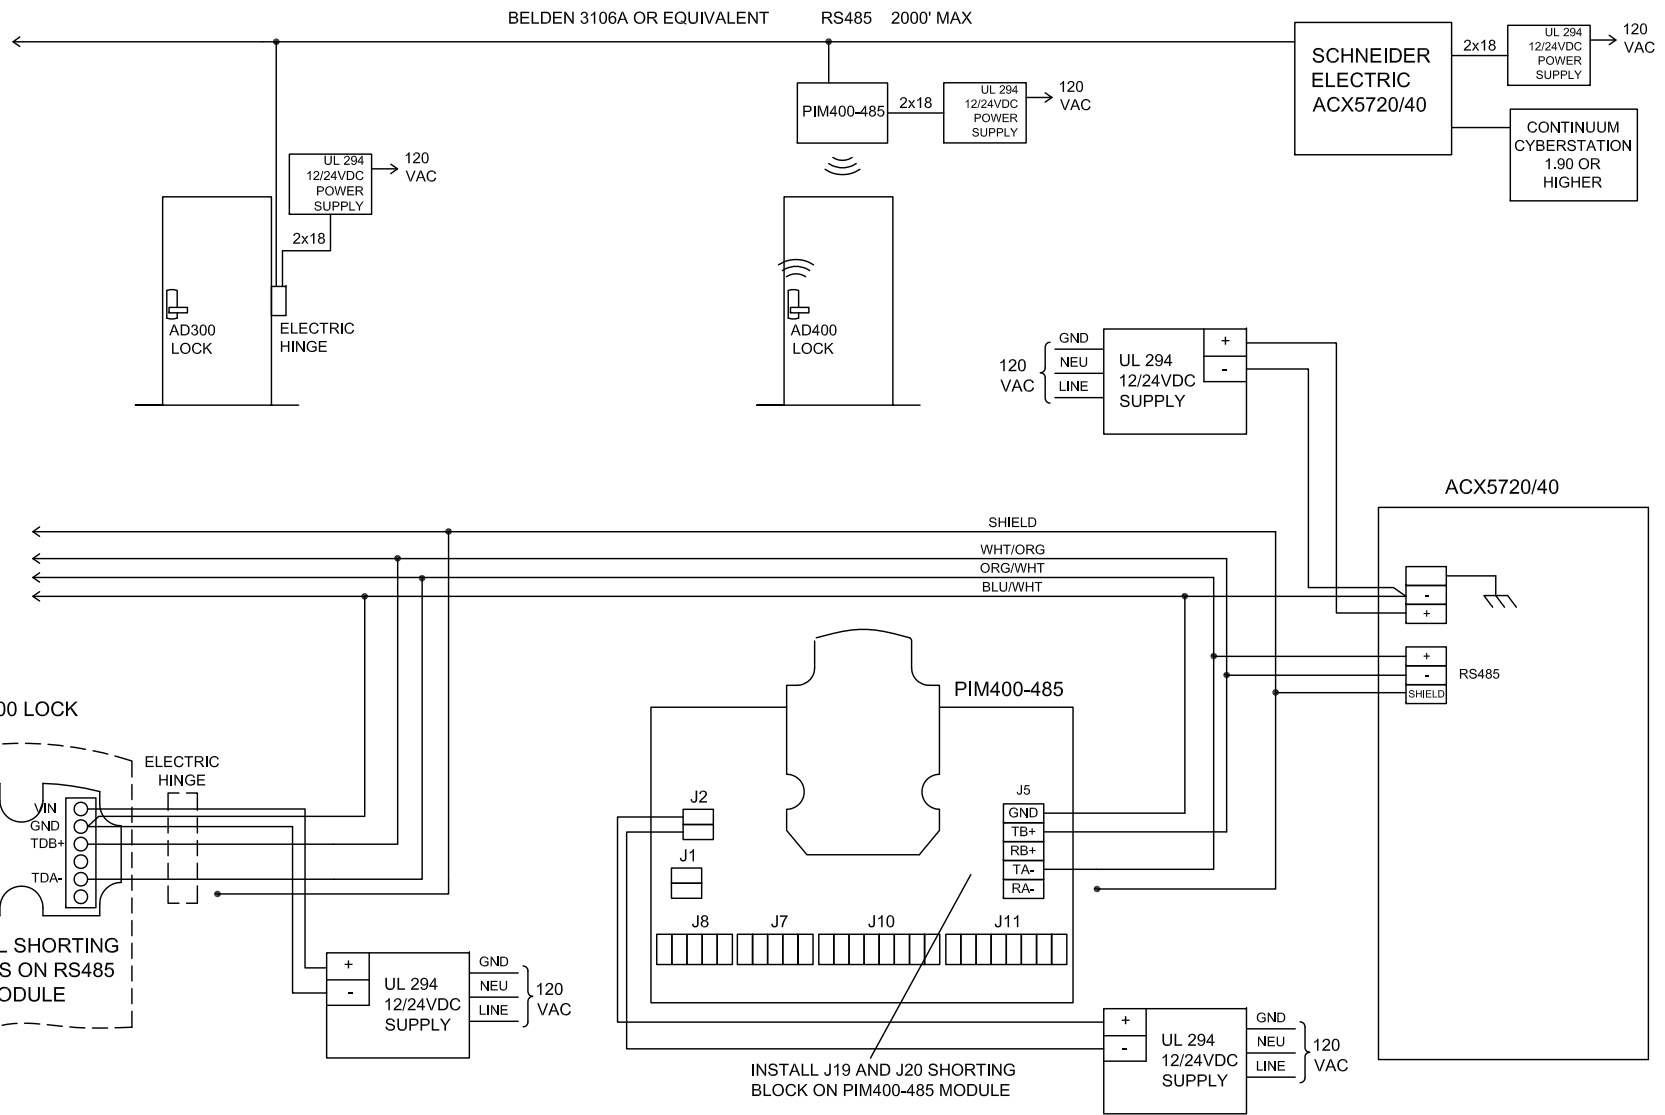 BELDEN 3106A OR EQUIVALENT
RS485 2000' MAX
SCHNEIDER
ELECTRIC
ACX5720/40
2x18
UL 294
12/24VDC
POWER
SUPPLY
120
VAC
CONTINUUM
CYBERSTATION
1.90 OR
HIGHER
PIM400-485
2x18
UL 294
12/24VDC
POWER
SUPPLY
120
VAC
UL 294
12/24VDC
POWER
SUPPLY
120
VAC
2x18
AD300
LOCK
ELECTRIC
HINGE
AD400
LOCK
120
VAC
GND
NEU
LINE
UL 294
12/24VDC
SUPPLY
+
-
ACX5720/40
SHIELD
WHT/ORG
ORG/WHT
BLU/WHT
-
+
+
-
SHIELD
RS485
00 LOCK
ELECTRIC
HINGE
VIN
GND
TDB+
TDA-
L SHORTING
S ON RS485
ODULE
+
-
UL 294
12/24VDC
SUPPLY
GND
NEU
LINE
120
VAC
PIM400-485
J2
J1
J5
GND
TB+
RB+
TA-
RA-
J8
J7
J10
J11
INSTALL J19 AND J20 SHORTING
BLOCK ON PIM400-485 MODULE
+
-
UL 294
12/24VDC
SUPPLY
GND
NEU
LINE
120
VAC